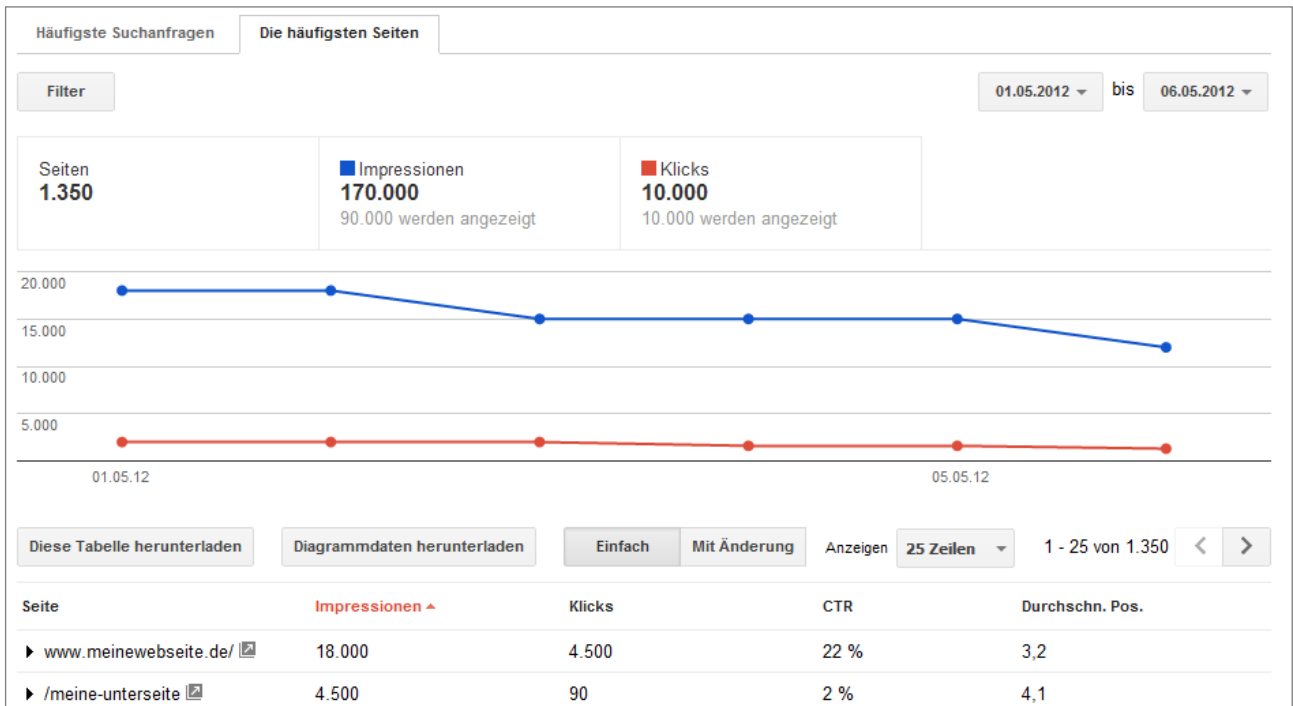 Häufigste Suchanfragen Die häufigsten Seiten
Filter 01.05.2012 bis 06.05.2012
Seiten Impressionen Klicks
1.350 170.000 10.000
90.000 werden angezeigt 10.000 werden angezeigt
20.000
15.000
10.000
5.000
01.05.12 05.05.12
Diese Tabelle herunterladen Diagrammdaten herunterladen Einfach Mit Änderung Anzeigen 25 Zeilen 1 - 25 von 1.350
Seite Impressionen Klicks CTR Durchschn. Pos.
www.meinewebseite.de/ 18.000 4.500 22 % 3,2
/meine-unterseite 4.500 90 2 % 4,1